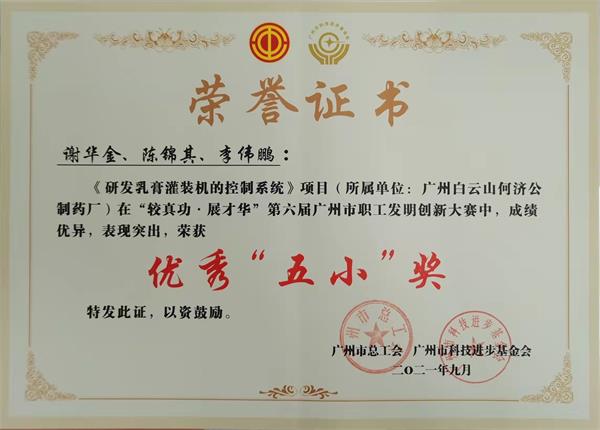 荣誉证书
谢华金、陈锦其、李伟鹏：
《研发乳膏灌装机的控制系统》项目（所属单位：广州白云山何济公
制药厂）在“较真功·展才华”第六届广州市职工发明创新大赛中，成绩
优异，表现突出，荣获
优秀“五小”奖
特发此证，以资鼓励。
广州市总工会 广州市科技进步基金会
二〇二一年九月